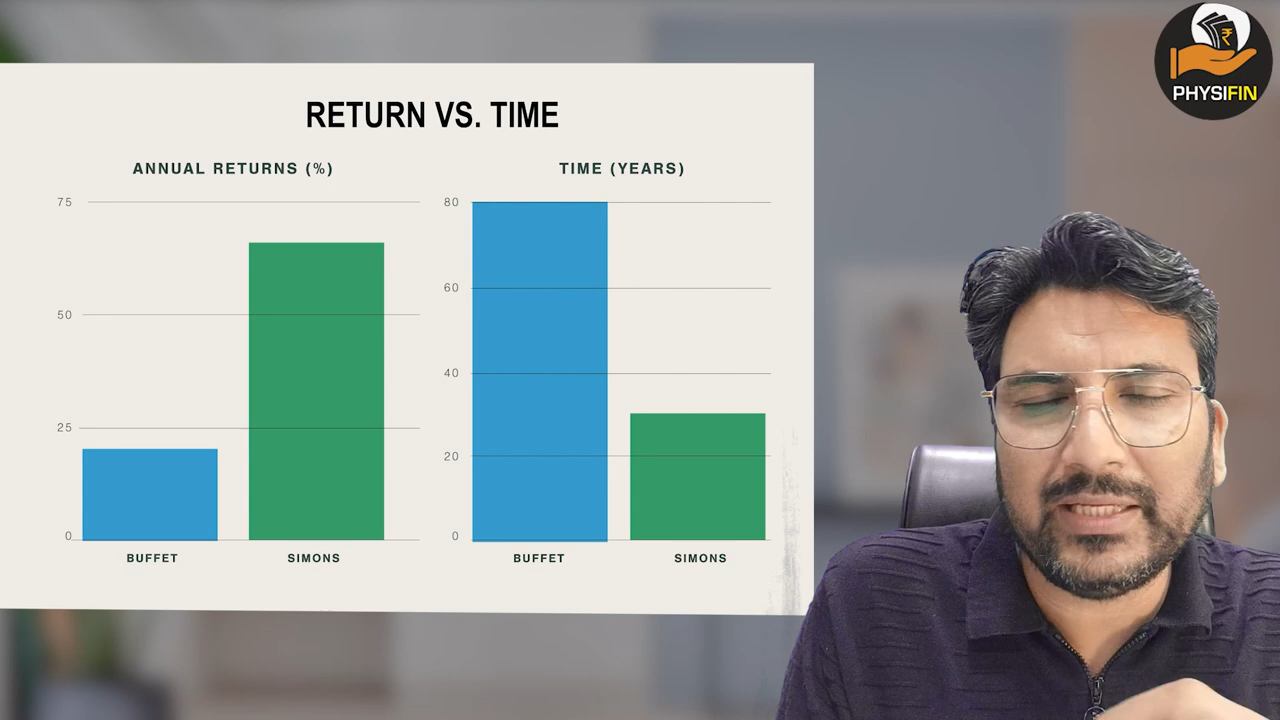 RETURN VS. TIME
ANNUAL RETURNS (%)
75
50
25
0
BUFFET SIMONS
TIME (YEARS)
80
60
40
20
0
BUFFET SIMONS
₹
PHYSIFIN